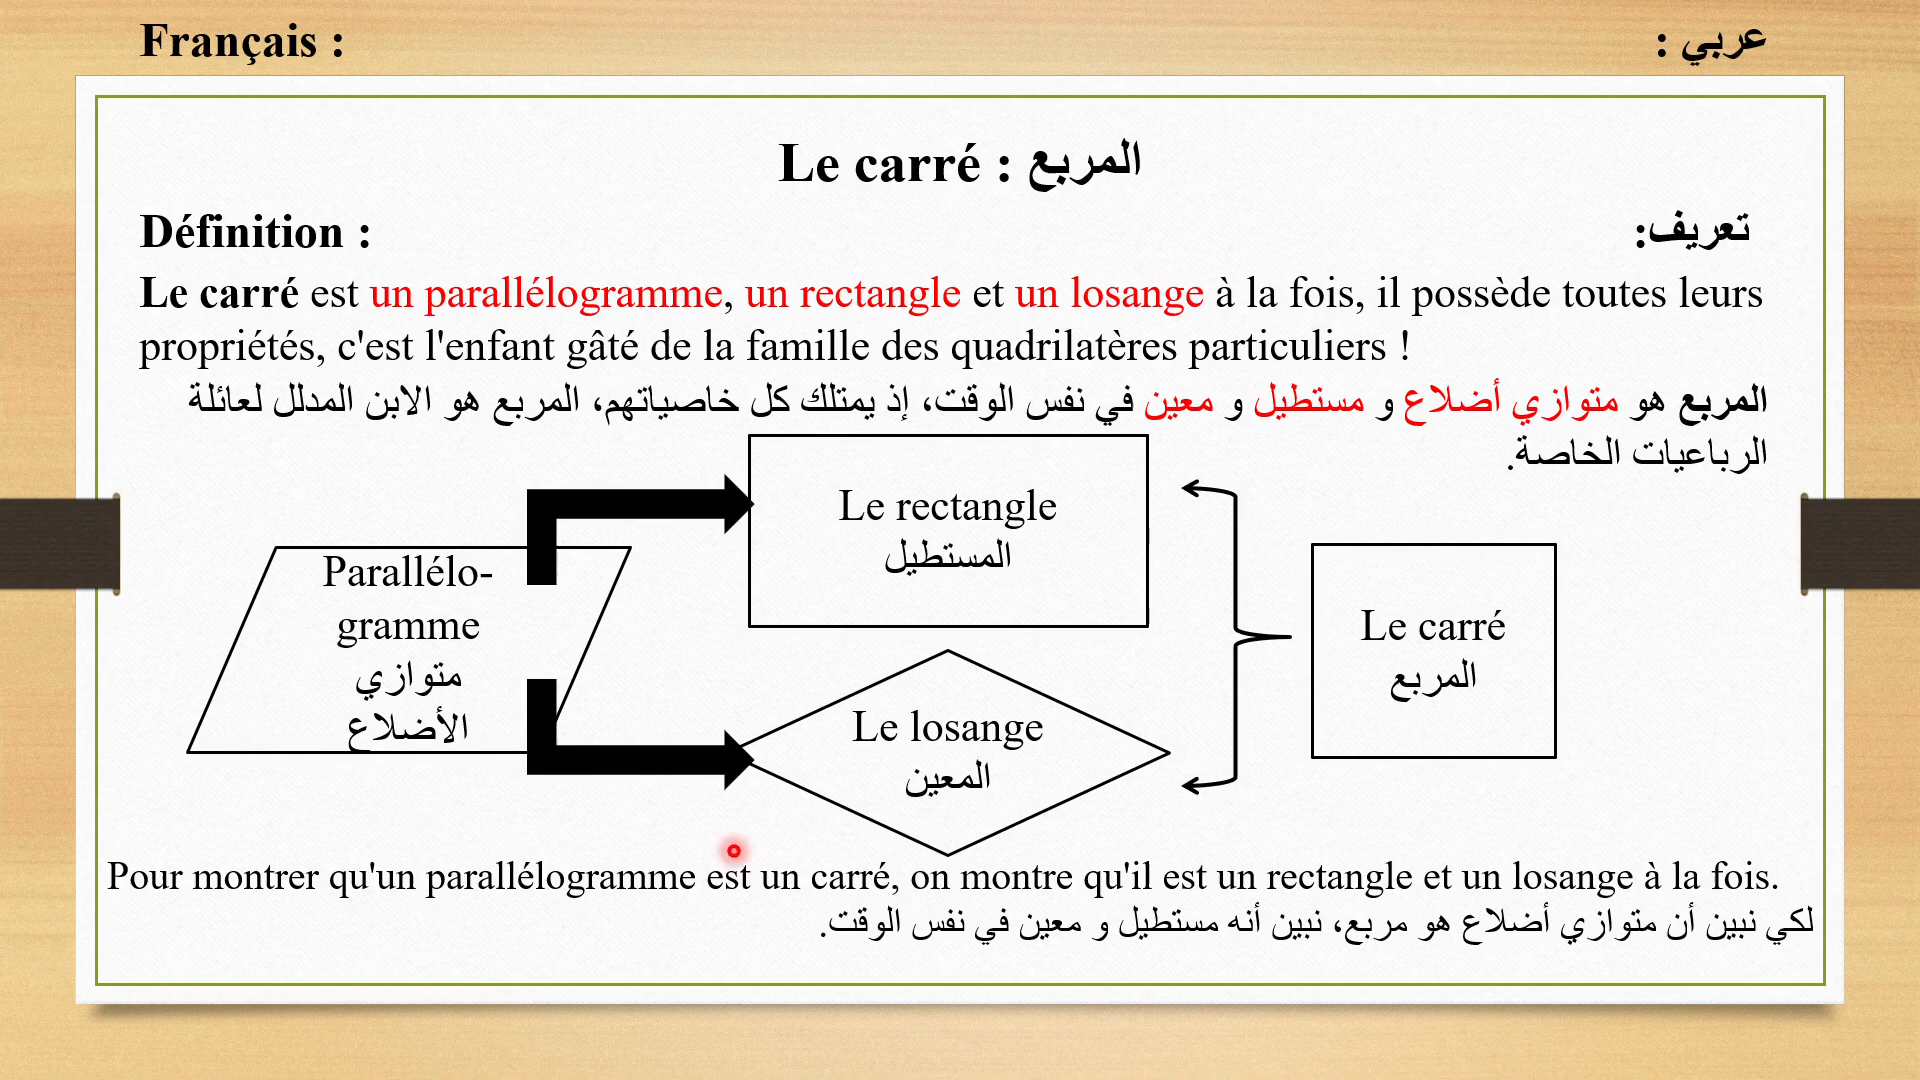 Français :
عربي :
Le carré : المربع
Définition :
تعريف:
Le carré est un parallélogramme, un rectangle et un losange à la fois, il possède toutes leurs
propriétés, c'est l'enfant gâté de la famille des quadrilatères particuliers !
المربع هو متوازي أضلاع و مستطيل و معين في نفس الوقت، إذ يمتلك كل خاصياتهم، المربع هو الابن المدلل لعائلة
الرباعيات الخاصة.
Parallélo-
gramme
متوازي
الأضلاع
Le rectangle
المستطيل
Le losange
المعين
Le carré
المربع
Pour montrer qu'un parallélogramme est un carré, on montre qu'il est un rectangle et un losange à la fois.
لكي نبين أن متوازي أضلاع هو مربع، نبين أنه مستطيل و معين في نفس الوقت.